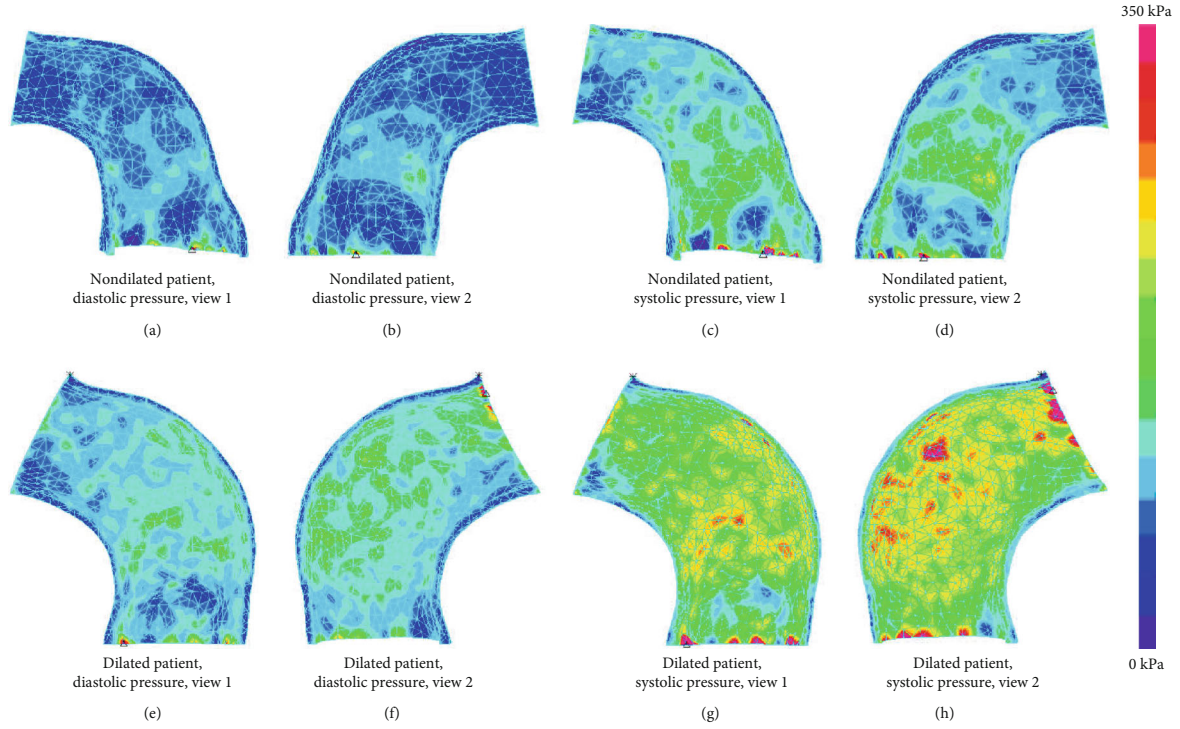 350 kPa
Nondilated patient,
diastolic pressure, view 1
(a)
Nondilated patient,
diastolic pressure, view 2
(b)
Nondilated patient,
systolic pressure, view 1
(c)
Nondilated patient,
systolic pressure, view 2
(d)
Dilated patient,
diastolic pressure, view 1
(e)
Dilated patient,
diastolic pressure, view 2
(f)
Dilated patient,
systolic pressure, view 1
(g)
Dilated patient,
systolic pressure, view 2
(h)
0 kPa